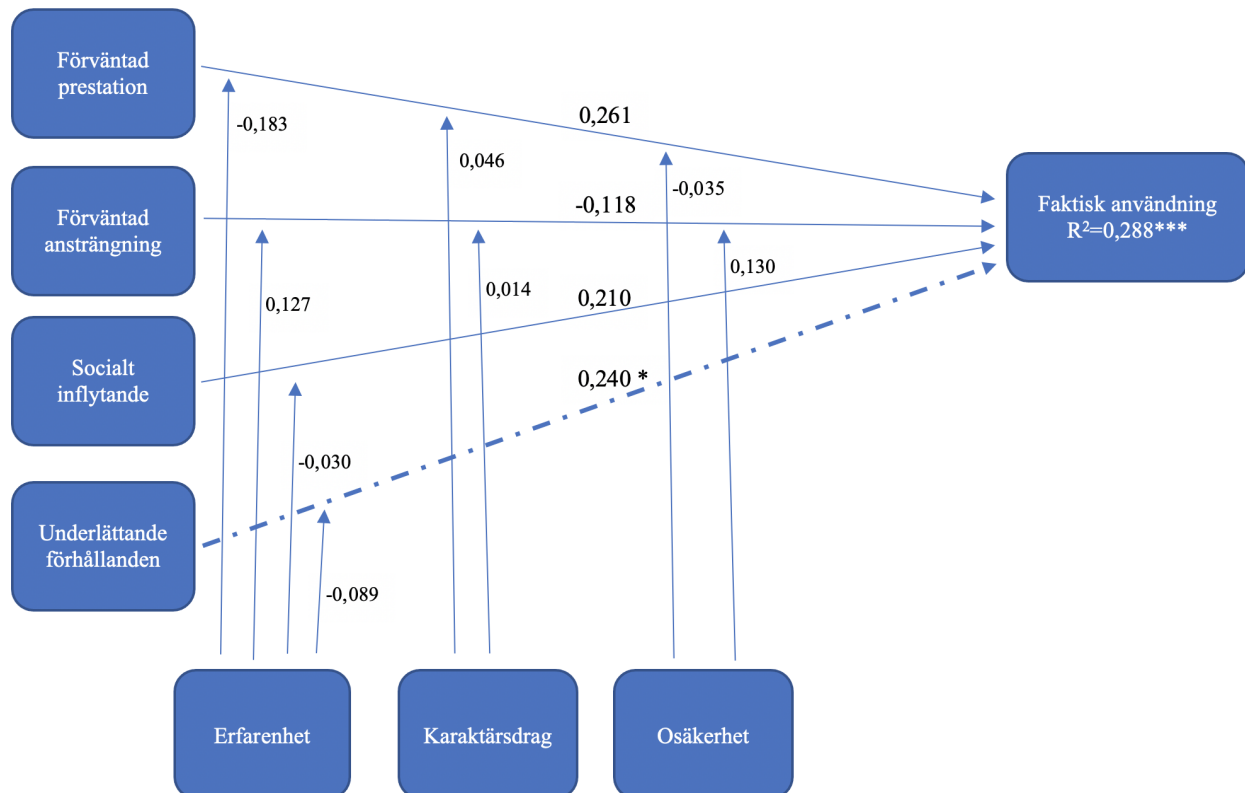 Förväntad
prestation
-0,183
0,046
0,261
-0,035
Förväntad
ansträngning
0,127
0,014
-0,118
0,130
Faktisk användning
R²=0,288***
Socialt
inflytande
-0,030
0,210
Underlättande
förhållanden
-0,089
0,240 *
Erfarenhet
Karaktärsdrag
Osäkerhet